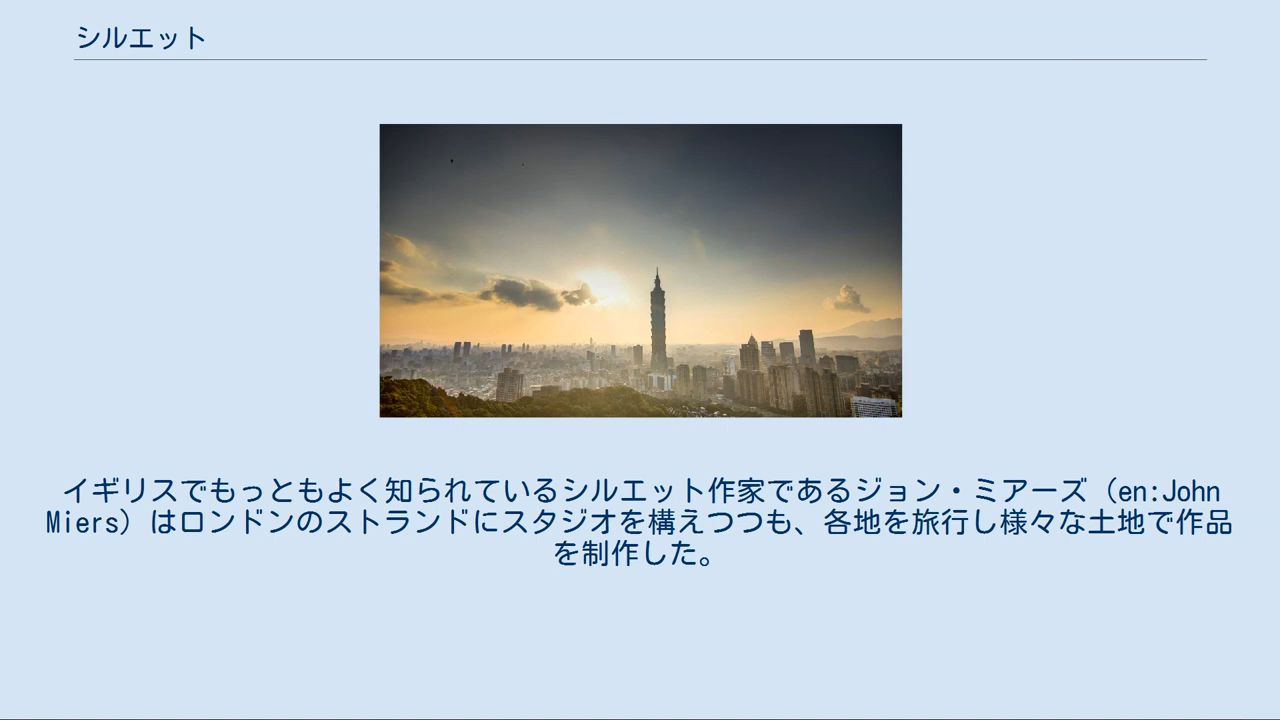 シルエット
イギリスでもっともよく知られているシルエット作家であるジョン・ミアーズ（en:John
Miers）はロンドンのストランドにスタジオを構えつつも、各地を旅行し様々な土地で作品
を制作した。